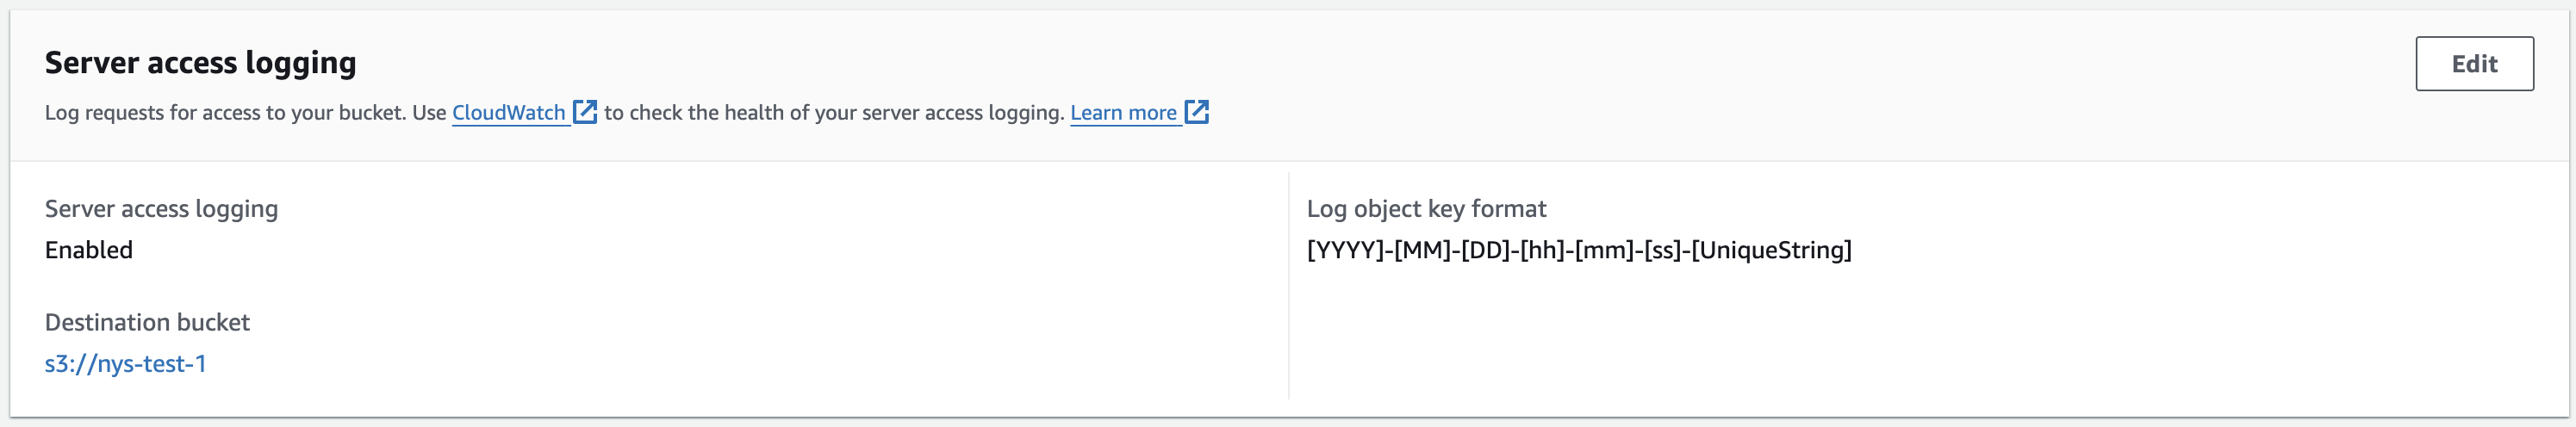 Server access logging
Edit
Log requests for access to your bucket. Use CloudWatch to check the health of your server access logging. Learn more
Server access logging
Enabled
Destination bucket
s3://nys-test-1
Log object key format
[YYYY]-[MM]-[DD]-[hh]-[mm]-[ss]-[UniqueString]